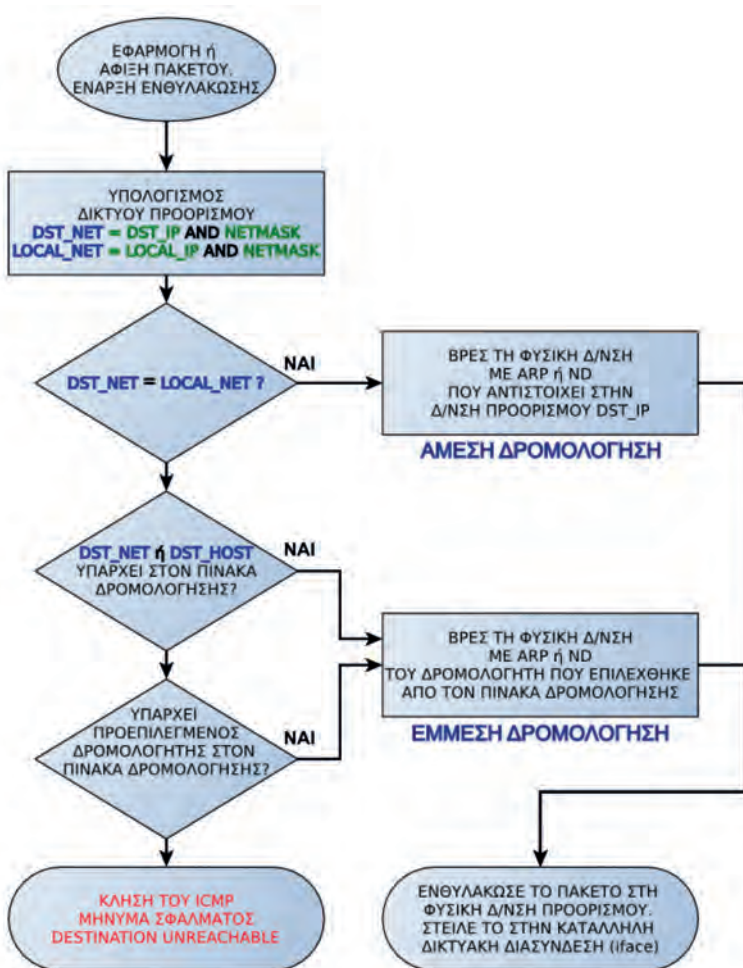 ΕΦΑΡΜΟΓΗ ή
ΑΦΙΞΗ ΠΑΚΕΤΟΥ.
ΕΝΑΡΞΗ ΕΝΘΥΛΑΚΩΣΗΣ
ΥΠΟΛΟΓΙΣΜΟΣ
ΔΙΚΤΥΟΥ ΠΡΟΟΡΙΣΜΟΥ
DST_NET = DST_IP AND NETMASK
LOCAL_NET = LOCAL_IP AND NETMASK
DST_NET = LOCAL_NET ?
ΝΑΙ
ΒΡΕΣ ΤΗ ΦΥΣΙΚΗ Δ/ΝΣΗ
ΜΕ ARP ή ND
ΠΟΥ ΑΝΤΙΣΤΟΙΧΕΙ ΣΤΗΝ
Δ/ΝΣΗ ΠΡΟΟΡΙΣΜΟΥ DST_IP
ΑΜΕΣΗ ΔΡΟΜΟΛΟΓΗΣΗ
DST_NET ή DST_HOST
ΥΠΑΡΧΕΙ ΣΤΟΝ ΠΙΝΑΚΑ
ΔΡΟΜΟΛΟΓΗΣΗΣ?
ΝΑΙ
ΒΡΕΣ ΤΗ ΦΥΣΙΚΗ Δ/ΝΣΗ
ΜΕ ARP ή ND
ΤΟΥ ΔΡΟΜΟΛΟΓΗΤΗ ΠΟΥ ΕΠΙΛΕΧΘΗΚΕ
ΑΠΟ ΤΟΝ ΠΙΝΑΚΑ ΔΡΟΜΟΛΟΓΗΣΗΣ
ΕΜΜΕΣΗ ΔΡΟΜΟΛΟΓΗΣΗ
ΥΠΑΡΧΕΙ
ΠΡΟΕΠΙΛΕΓΜΕΝΟΣ
ΔΡΟΜΟΛΟΓΗΤΗΣ ΣΤΟΝ
ΠΙΝΑΚΑ ΔΡΟΜΟΛΟΓΗΣΗΣ?
ΝΑΙ
ΚΛΗΣΗ ΤΟΥ ICMP
ΜΗΝΥΜΑ ΣΦΑΛΜΑΤΟΣ
DESTINATION UNREACHABLE
ΕΝΘΥΛΑΚΩΣΕ ΤΟ ΠΑΚΕΤΟ ΣΤΗ
ΦΥΣΙΚΗ Δ/ΝΣΗ ΠΡΟΟΡΙΣΜΟΥ.
ΣΤΕΙΛΕ ΤΟ ΣΤΗΝ ΚΑΤΑΛΛΗΛΗ
ΔΙΚΤΥΑΚΗ ΔΙΑΣΥΝΔΕΣΗ (iface)